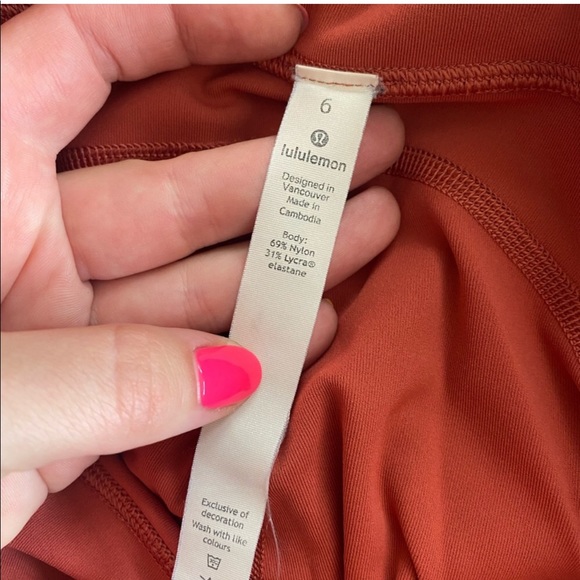 6
lululemon
Designed in
Vancouver
Made in
Cambodia
Body:
69% Nylon
31% Lycra®
elastane
Exclusive of
decoration
Wash with like
colours